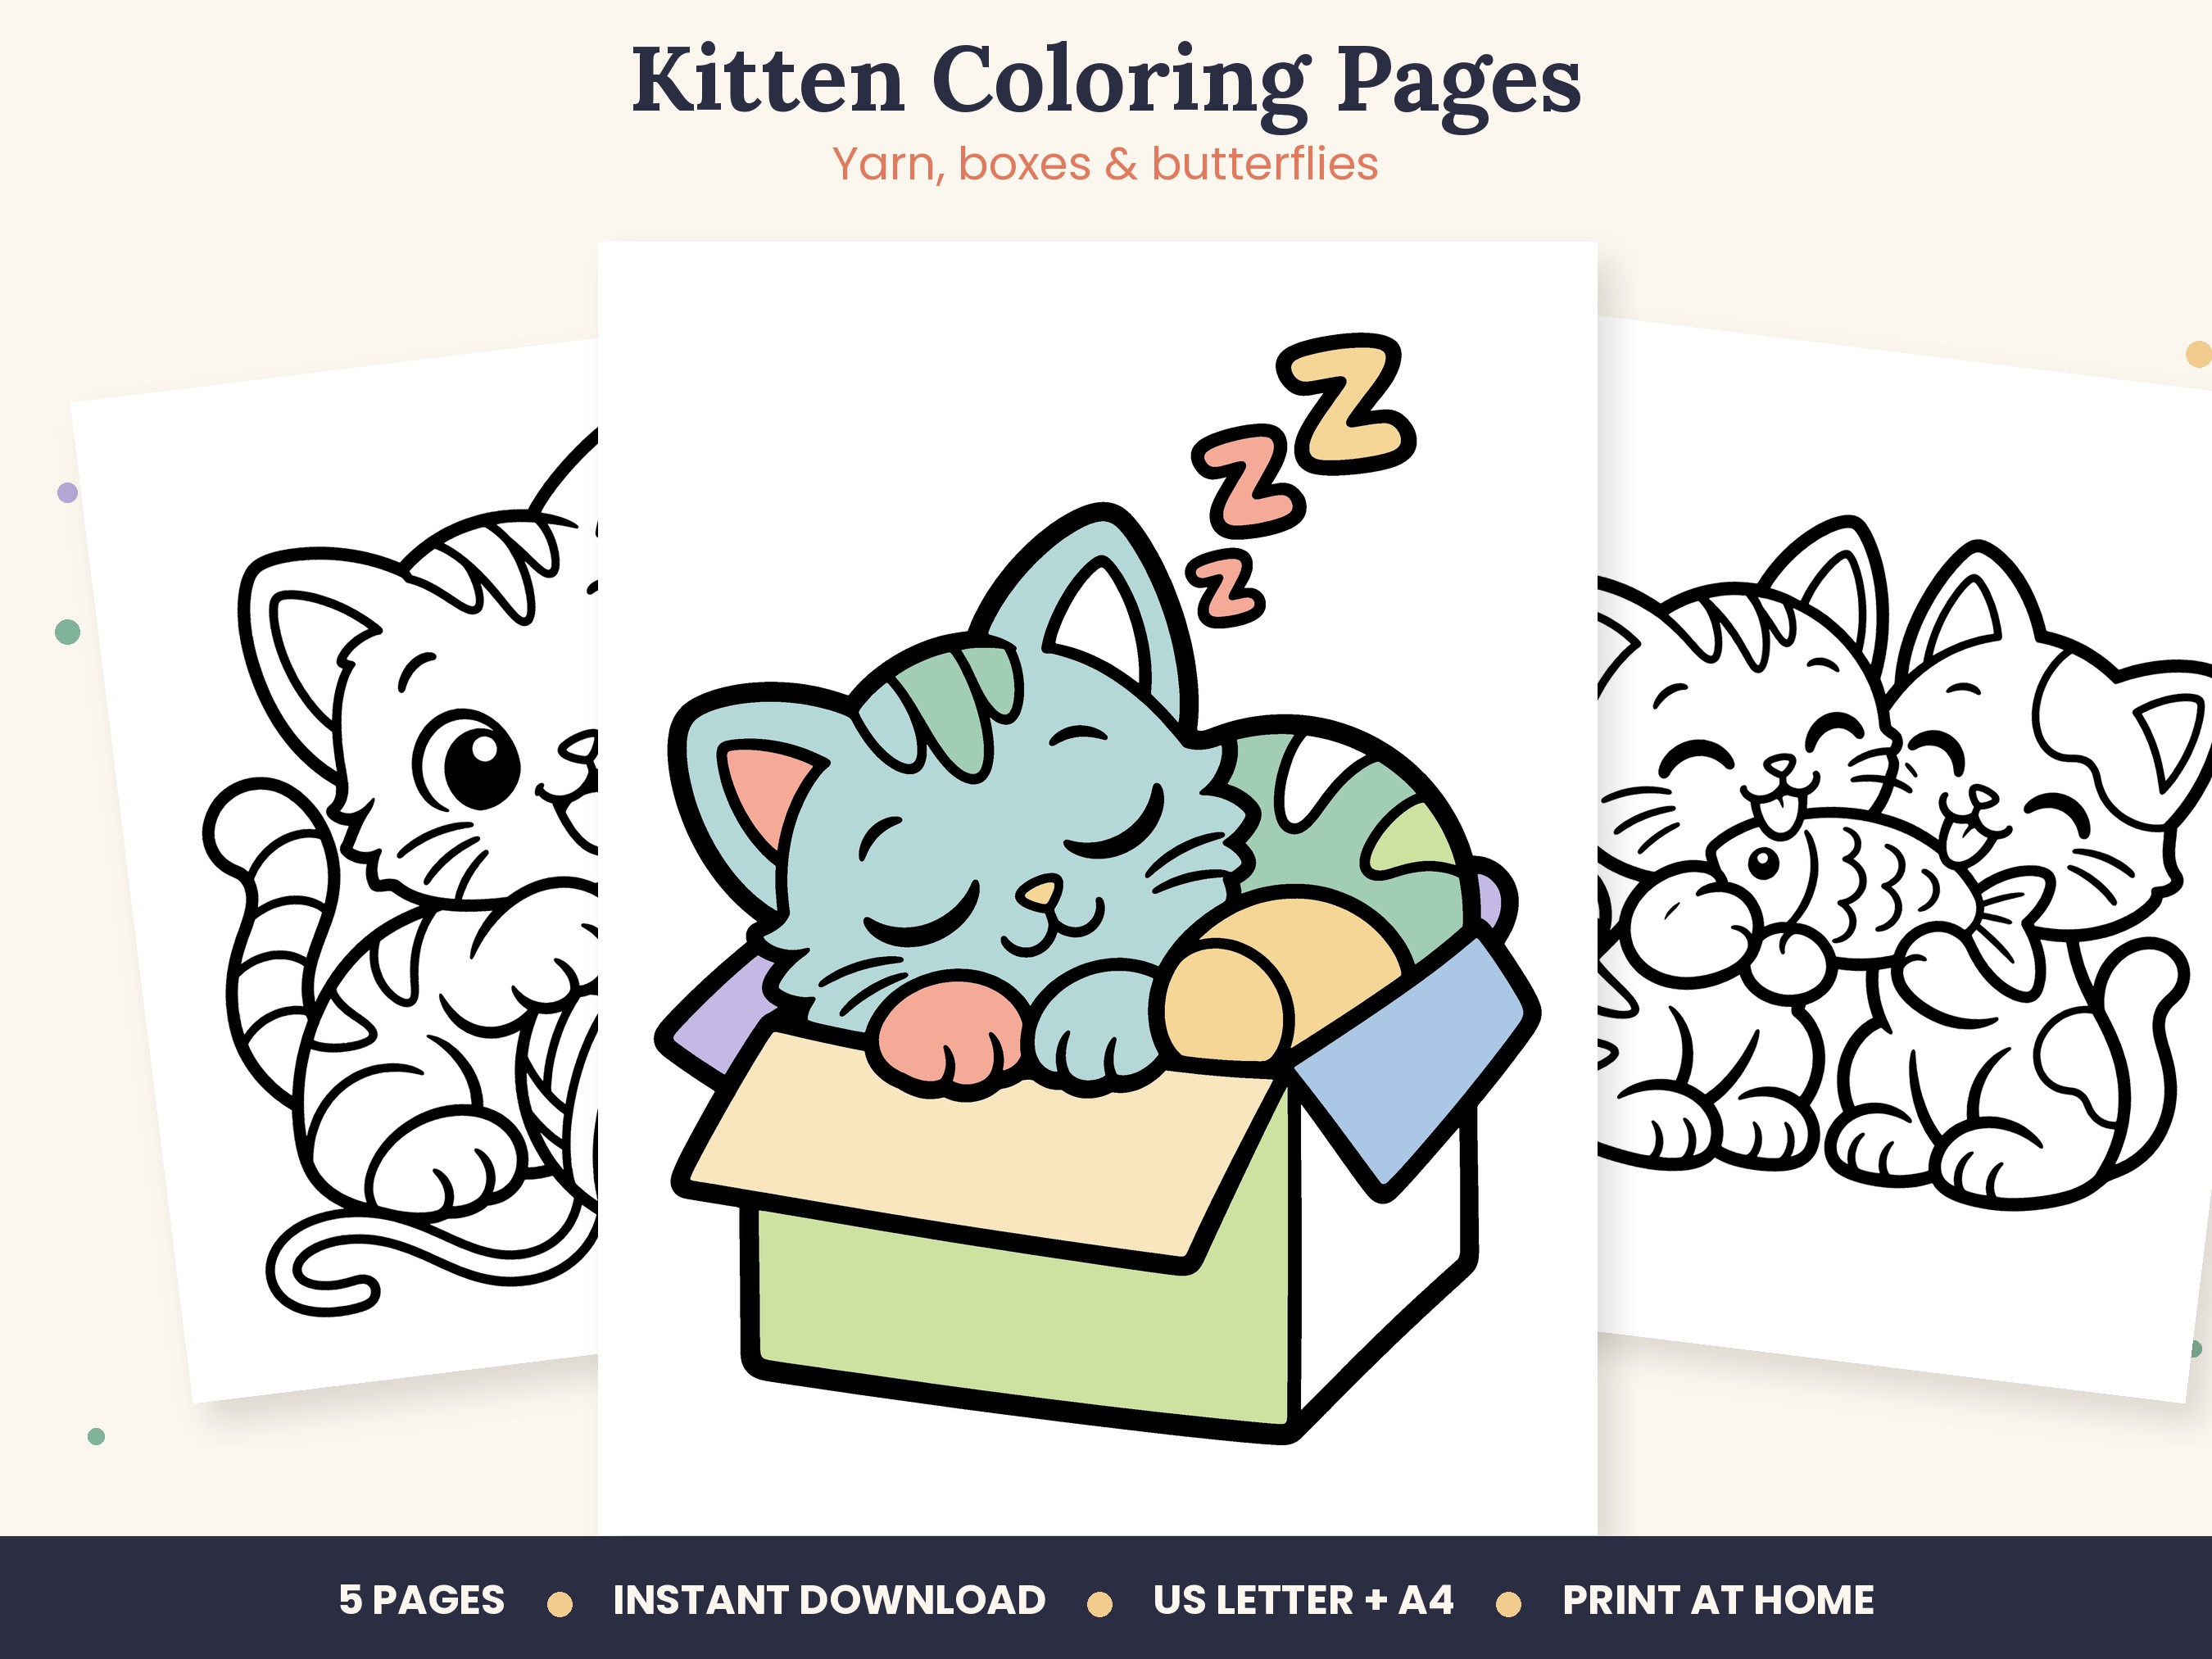 Kitten Coloring Pages
Yarn, boxes & butterflies
Z
Z
Z
5 PAGES ● INSTANT DOWNLOAD ● US LETTER + A4 ● PRINT AT HOME